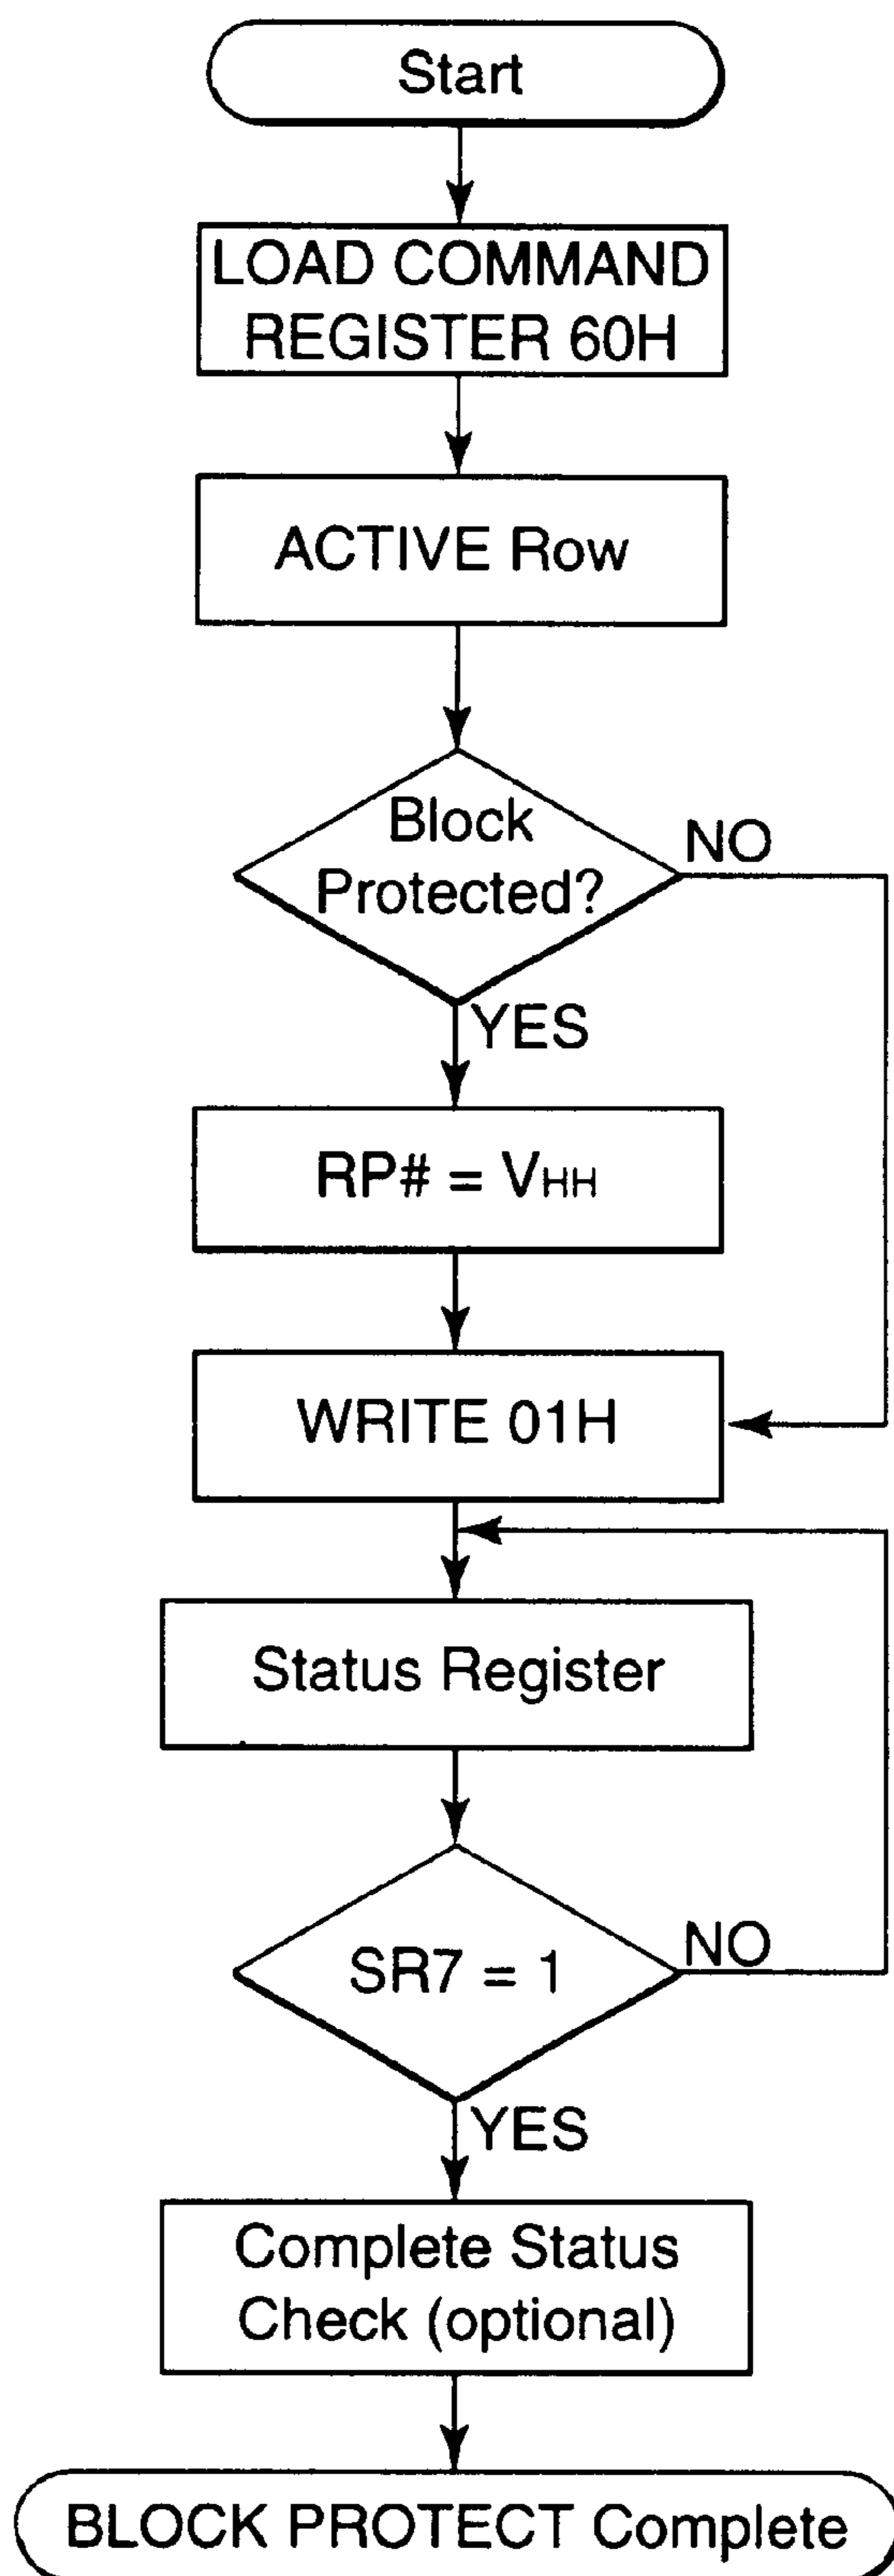 Start
LOAD COMMAND
REGISTER 60H
ACTIVE Row
Block
Protected?
NO
YES
RP# = VHH
WRITE 01H
Status Register
SR7 = 1
NO
YES
Complete Status
Check (optional)
BLOCK PROTECT Complete